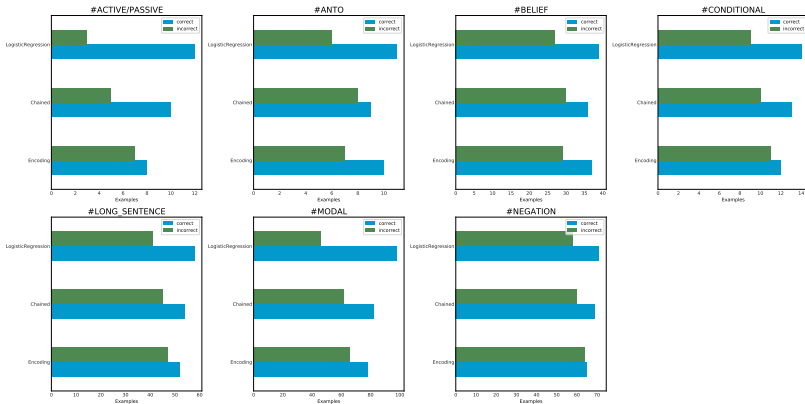 #ACTIVE/PASSIVE
correct
incorrect
LogisticRegression
Chained
Encoding
0 2 4 6 8 10 12
Examples
#ANTO
correct
incorrect
LogisticRegression
Chained
Encoding
0 2 4 6 8 10
Examples
#BELIEF
correct
incorrect
LogisticRegression
Chained
Encoding
0 5 10 15 20 25 30 35 40
Examples
#CONDITIONAL
correct
incorrect
LogisticRegression
Chained
Encoding
0 2 4 6 8 10 12 14
Examples
#LONG_SENTENCE
correct
incorrect
LogisticRegression
Chained
Encoding
0 10 20 30 40 50 60
Examples
#MODAL
correct
incorrect
LogisticRegression
Chained
Encoding
0 20 40 60 80 100
Examples
#NEGATION
correct
incorrect
LogisticRegression
Chained
Encoding
0 10 20 30 40 50 60 70
Examples